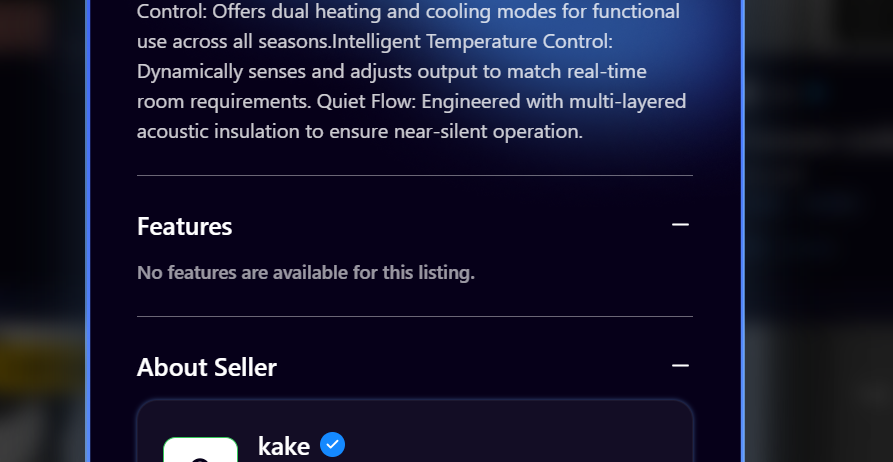 Control: Offers dual heating and cooling modes for functional
use across all seasons.Intelligent Temperature Control:
Dynamically senses and adjusts output to match real-time
room requirements. Quiet Flow: Engineered with multi-layered
acoustic insulation to ensure near-silent operation.
Features
No features are available for this listing.
About Seller
kake